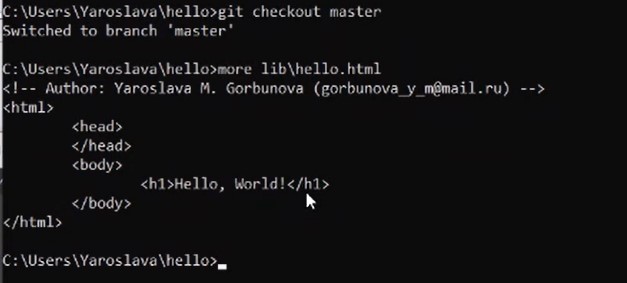 C:\Users\Yaroslava\hello>git checkout master
Switched to branch 'master'
C:\Users\Yaroslava\hello>more lib\hello.html
<!-- Author: Yaroslava M. Gorbunova (gorbunova_y_m@mail.ru) -->
<html>
<head>
</head>
<body>
<h1>Hello, World!</h1>
</body>
</html>
C:\Users\Yaroslava\hello>